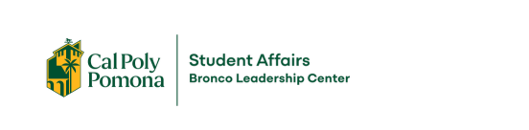 Cal Poly
Pomona
Student Affairs
Bronco Leadership Center